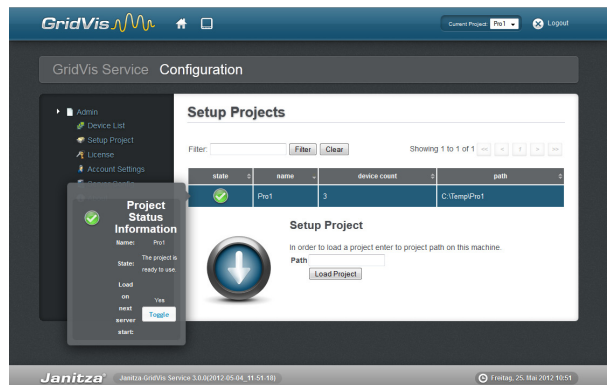 GridVis
Current Project: Pro1
Logout
GridVis Service Configuration
Admin
Device List
Setup Project
License
Account Settings
Setup Projects
Filter: Filter Clear
Showing 1 to 1 of 1 << < 1 > >>
state name device count path
Pro1 3 C:\Temp\Pro1
Project Status Information
Name: Pro1
State: The project is ready to use.
Load on next server start: Yes
Toggle
Setup Project
In order to load a project enter to project path on this machine.
Path
Load Project
Janitza
Janitza GridVis Service 3.0.0(2012-05-04_11-51-18)
Freitag, 25. Mai 2012 10:51